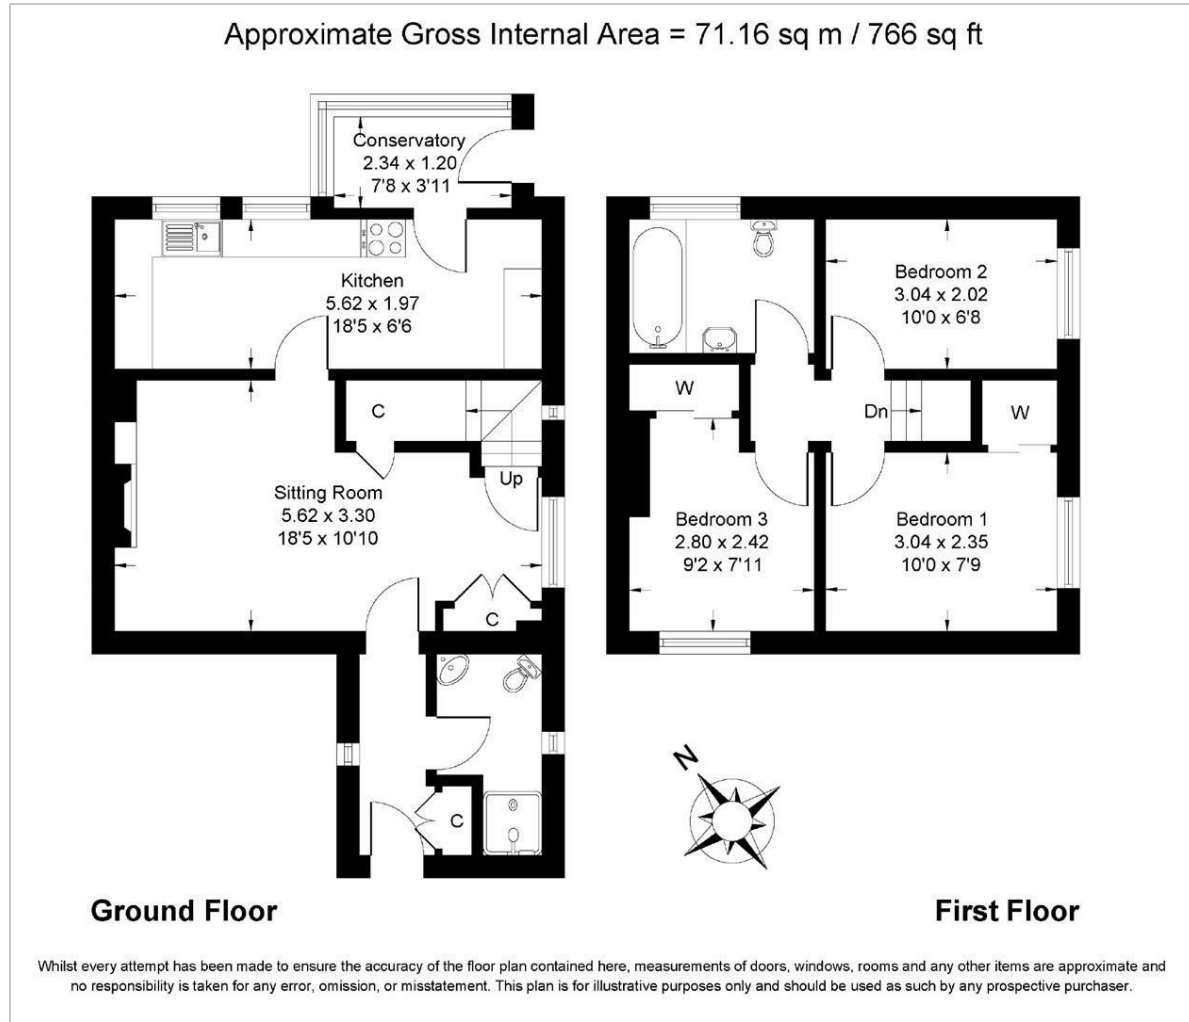 Approximate Gross Internal Area = 71.16 sq m / 766 sq ft
Conservatory
2.34 x 1.20
7'8 x 3'11
Kitchen
5.62 x 1.97
18'5 x 6'6
C
Up
Sitting Room
5.62 x 3.30
18'5 x 10'10
C
C
Ground Floor
Bedroom 2
3.04 x 2.02
10'0 x 6'8
W
Dn
W
Bedroom 3
2.80 x 2.42
9'2 x 7'11
Bedroom 1
3.04 x 2.35
10'0 x 7'9
N
First Floor
Whilst every attempt has been made to ensure the accuracy of the floor plan contained here, measurements of doors, windows, rooms and any other items are approximate and
no responsibility is taken for any error, omission, or misstatement. This plan is for illustrative purposes only and should be used as such by any prospective purchaser.